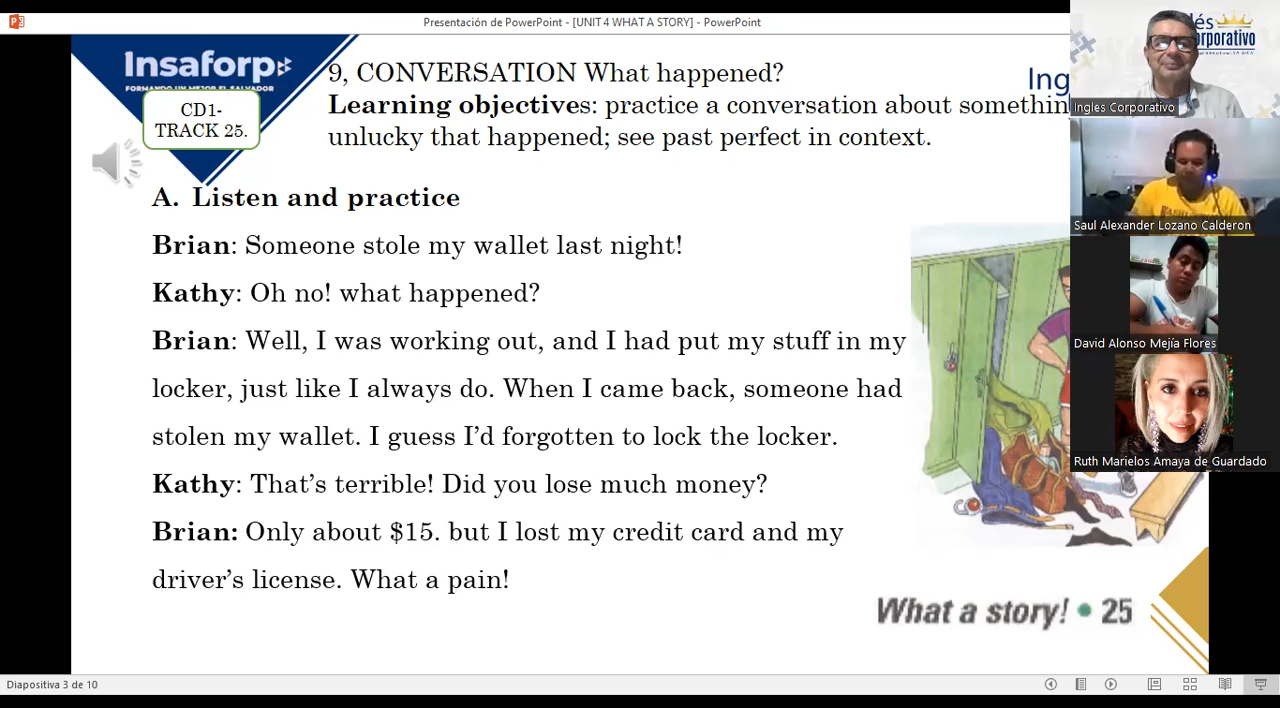 Presentación de PowerPoint - [UNIT 4 WHAT A STORY] - PowerPoint
Insaforp
FORMANDO UN MEJOR EL SALVADOR
CD1-
TRACK 25.
9, CONVERSATION What happened?
Learning objectives: practice a conversation about somethin
unlucky that happened; see past perfect in context.
Ing
A. Listen and practice
Brian: Someone stole my wallet last night!
Kathy: Oh no! what happened?
Brian: Well, I was working out, and I had put my stuff in my
locker, just like I always do. When I came back, someone had
stolen my wallet. I guess I’d forgotten to lock the locker.
Kathy: That’s terrible! Did you lose much money?
Brian: Only about $15. but I lost my credit card and my
driver’s license. What a pain!
What a story! • 25
Ingles Corporativo
Saul Alexander Lozano Calderon
David Alonso Mejía Flores
Ruth Marielos Amaya de Guardado
Diapositiva 3 de 10